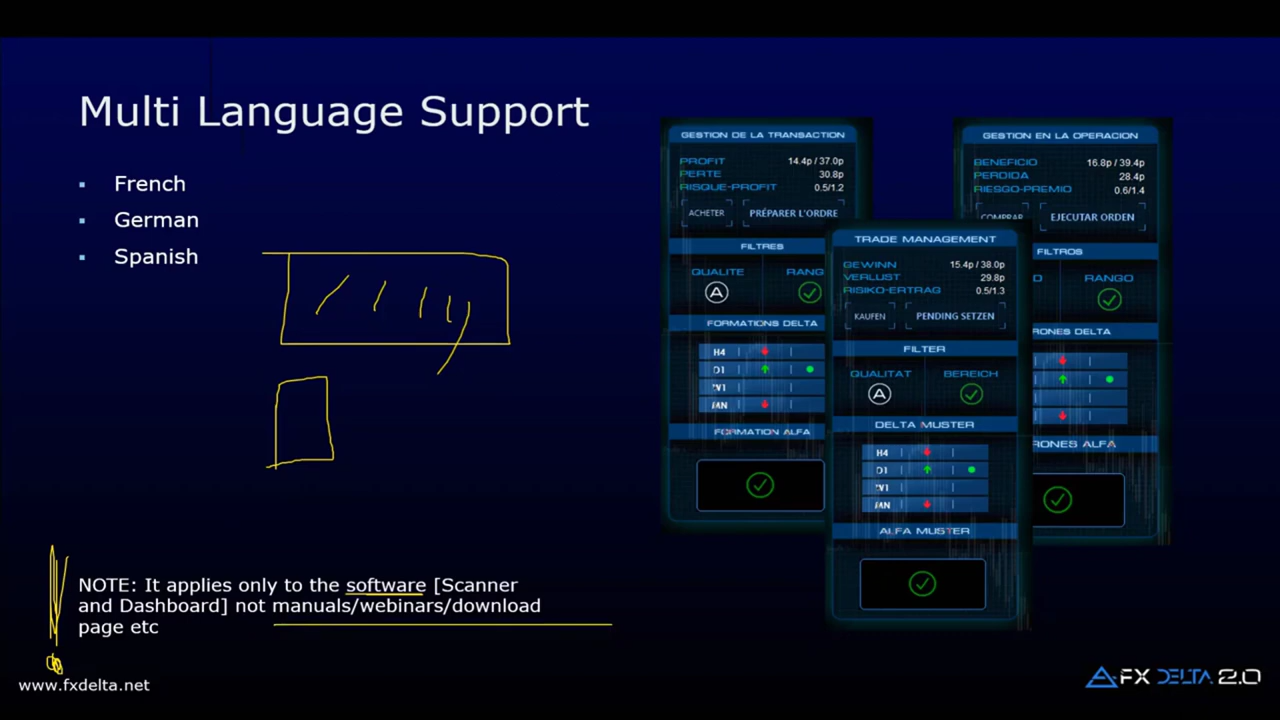 Multi Language Support
French
German
Spanish
NOTE: It applies only to the software [Scanner
and Dashboard] not manuals/webinars/download
page etc
www.fxdelta.net
GESTION DE LA TRANSACTION
PROFIT 14.4p / 37.0p
PERTE 30.8p
RISQUE-PROFIT 0.5/1.2
ACHETER PRÉPARER L'ORDRE
FILTRES
QUALITE RANG
A
FORMATIONS DELTA
H4
D1
W1
FAN
FORMATION ALFA
TRADE MANAGEMENT
GEWINN 15.4p / 38.0p
VERLUST 29.8p
RISIKO-ERTRAG 0.5/1.3
KAUFEN PENDING SETZEN
FILTER
QUALITAT BEREICH
A
DELTA MUSTER
H4
D1
W1
FAN
ALFA MUSTER
GESTION EN LA OPERACION
BENEFICIO 16.8p / 39.4p
PERDIDA 28.4p
RIESGO-PREMIO 0.6/1.4
COMPRAR EJECUTAR ORDEN
FILTROS
D RANGO
RONES DELTA
RONES ALFA
FX DELTA 2.0